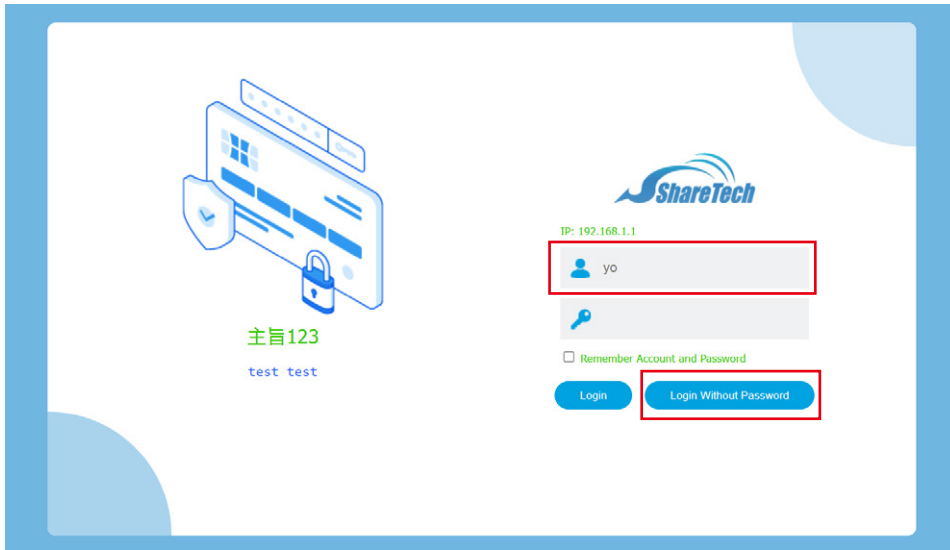 主旨123
test test
ShareTech
IP: 192.168.1.1
yo
Remember Account and Password
Login
Login Without Password